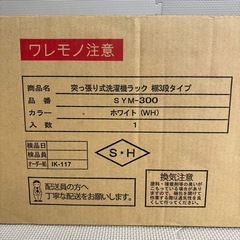 ワレモノ注意
商品名 突っ張り式洗濯機ラック 棚3段タイプ
品番 SYM-300
カラー ホワイト(WH)
入数 1
検品日
検品員
オーダーNO. IK-117
S・H
配送員の方へ
丁寧な配送をお願いします。
換気注意